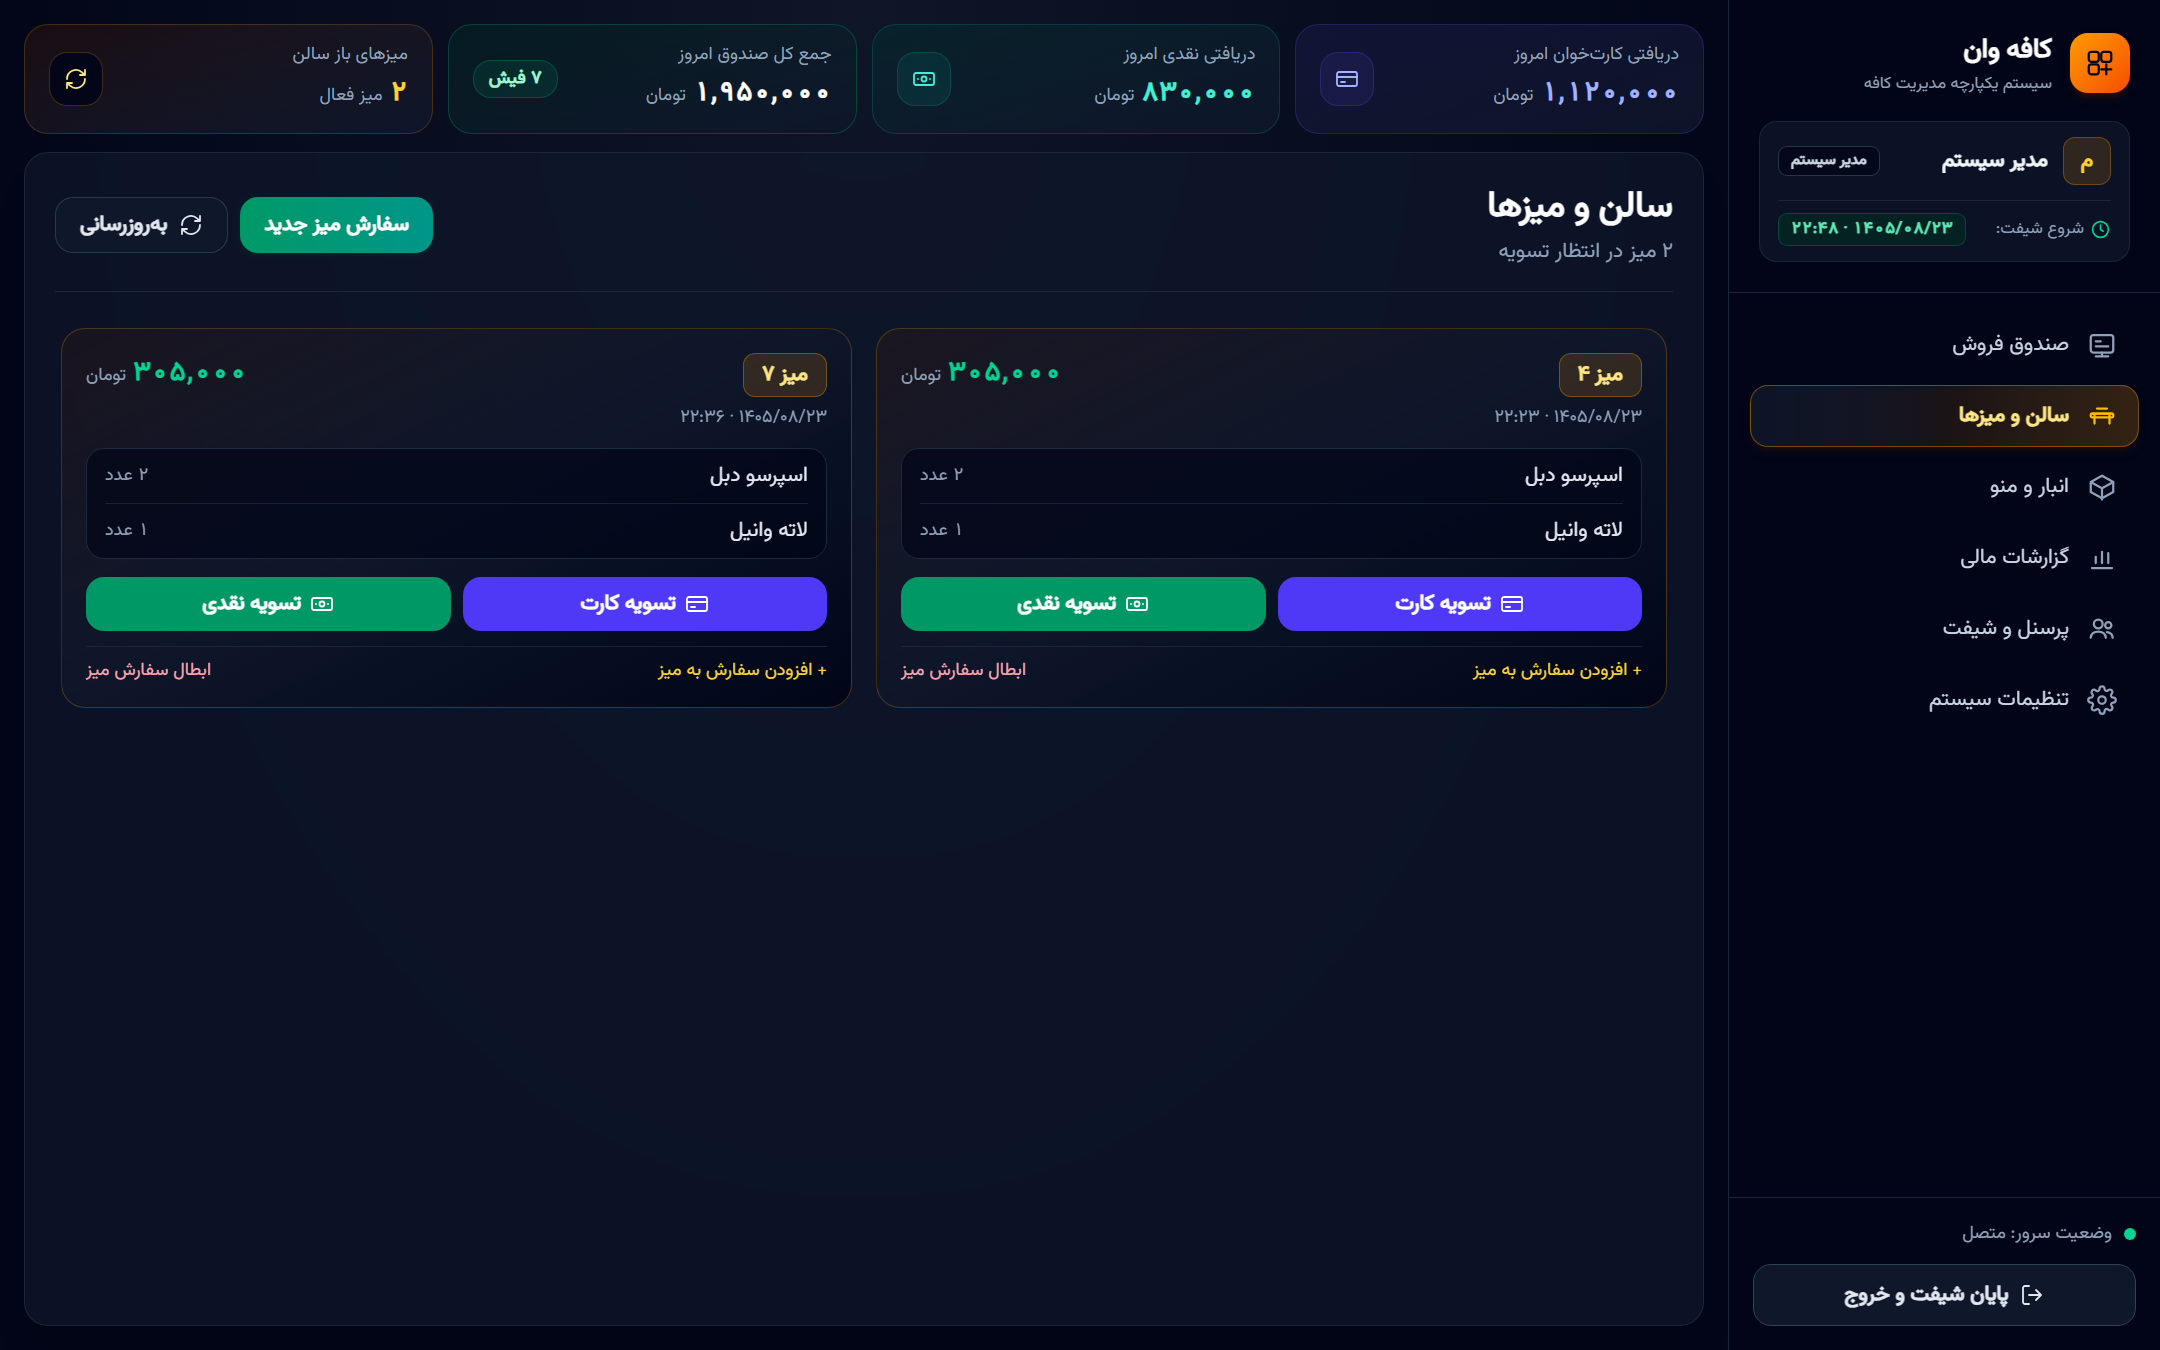 کافه وان
سیستم یکپارچه مدیریت کافه
م
مدیر سیستم
مدیر سیستم
شروع شیفت:
۱۴۰۵/۰۸/۲۳ · ۲۲:۴۸
صندوق فروش
سالن و میزها
انبار و منو
گزارشات مالی
پرسنل و شیفت
تنظیمات سیستم
وضعیت سرور: متصل
پایان شیفت و خروج
دریافتی کارت‌خوان امروز
۱,۱۲۰,۰۰۰ تومان
دریافتی نقدی امروز
۸۳۰,۰۰۰ تومان
جمع کل صندوق امروز
۱,۹۵۰,۰۰۰ تومان
۷ فیش
میزهای باز سالن
۲ میز فعال
سالن و میزها
۲ میز در انتظار تسویه
سفارش میز جدید
به‌روزرسانی
میز ۴
۳۰۵,۰۰۰ تومان
۱۴۰۵/۰۸/۲۳ · ۲۲:۲۳
اسپرسو دبل
۲ عدد
لاته وانیل
۱ عدد
تسویه کارت
تسویه نقدی
+ افزودن سفارش به میز
ابطال سفارش میز
میز ۷
۳۰۵,۰۰۰ تومان
۱۴۰۵/۰۸/۲۳ · ۲۲:۳۶
اسپرسو دبل
۲ عدد
لاته وانیل
۱ عدد
تسویه کارت
تسویه نقدی
+ افزودن سفارش به میز
ابطال سفارش میز